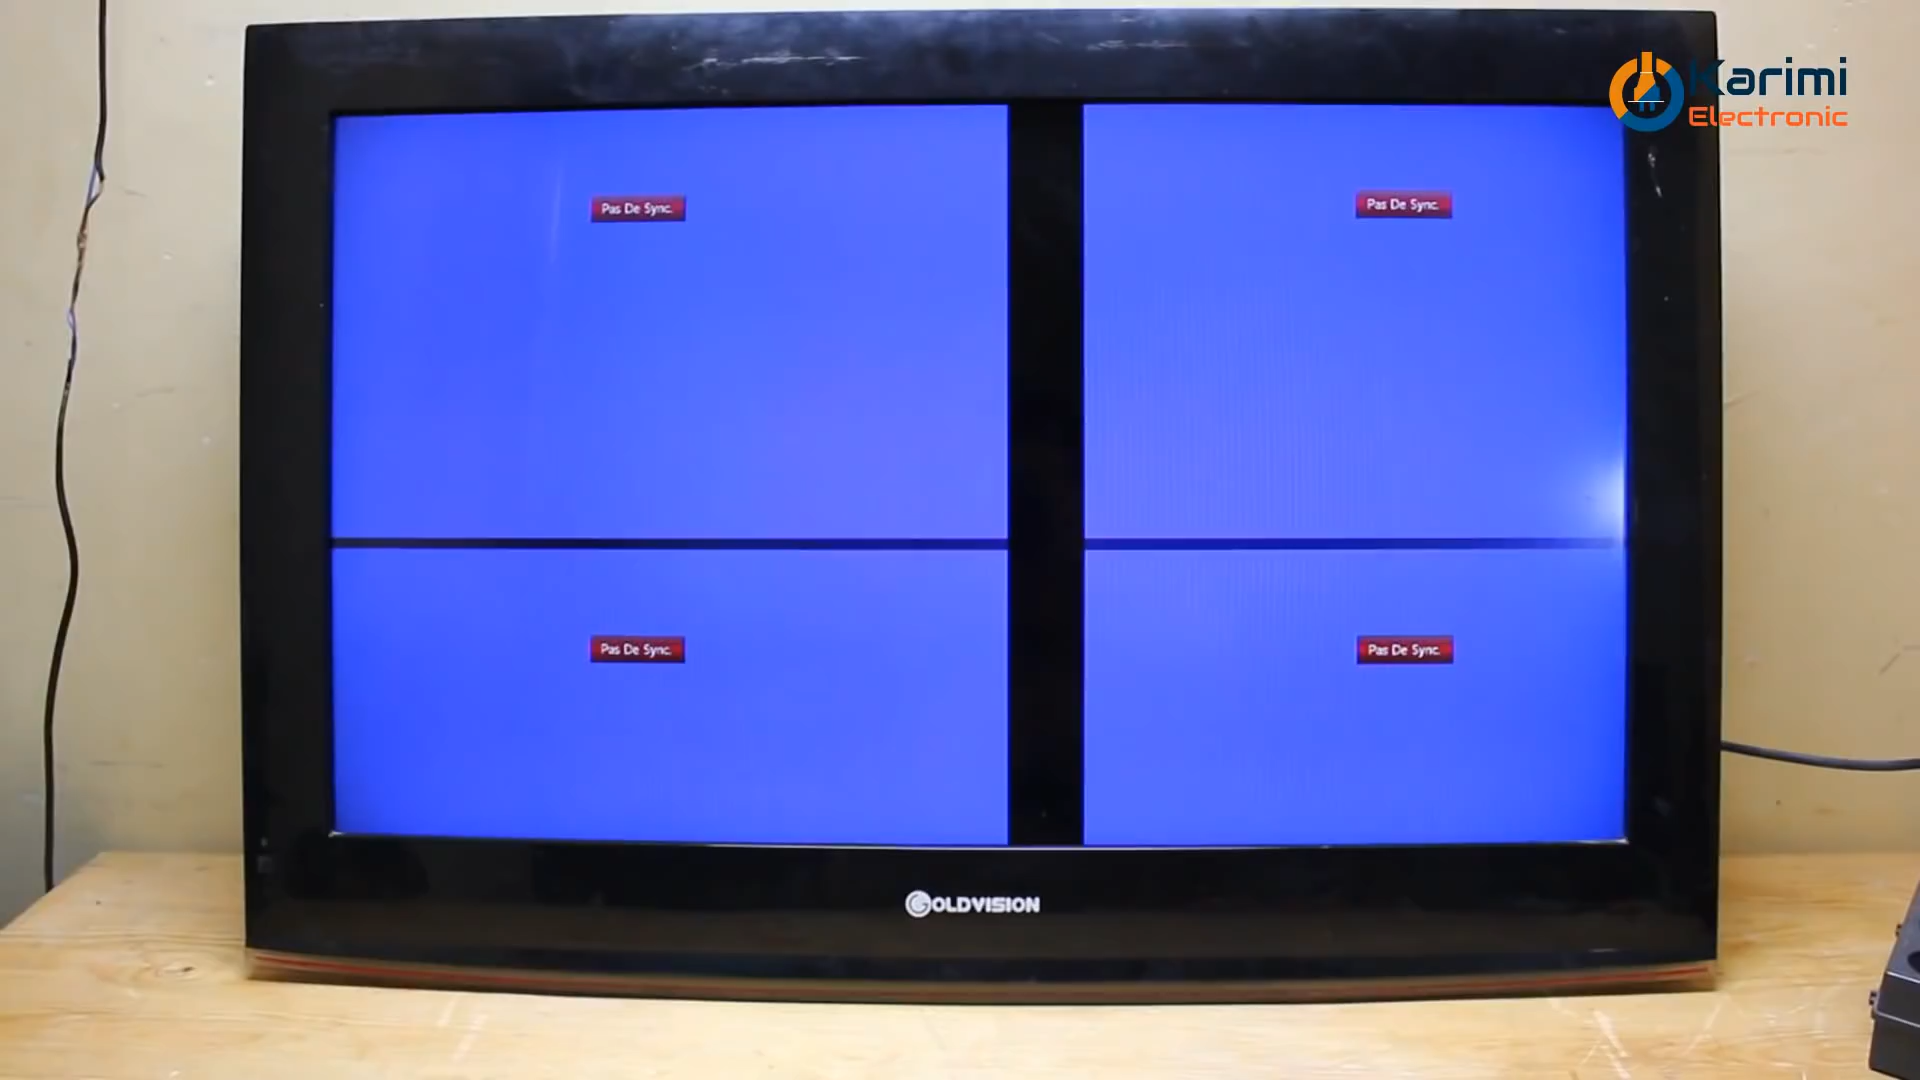 Karimi
Electronic
Pas De Sync.
Pas De Sync.
Pas De Sync.
Pas De Sync.
GOLDVISION